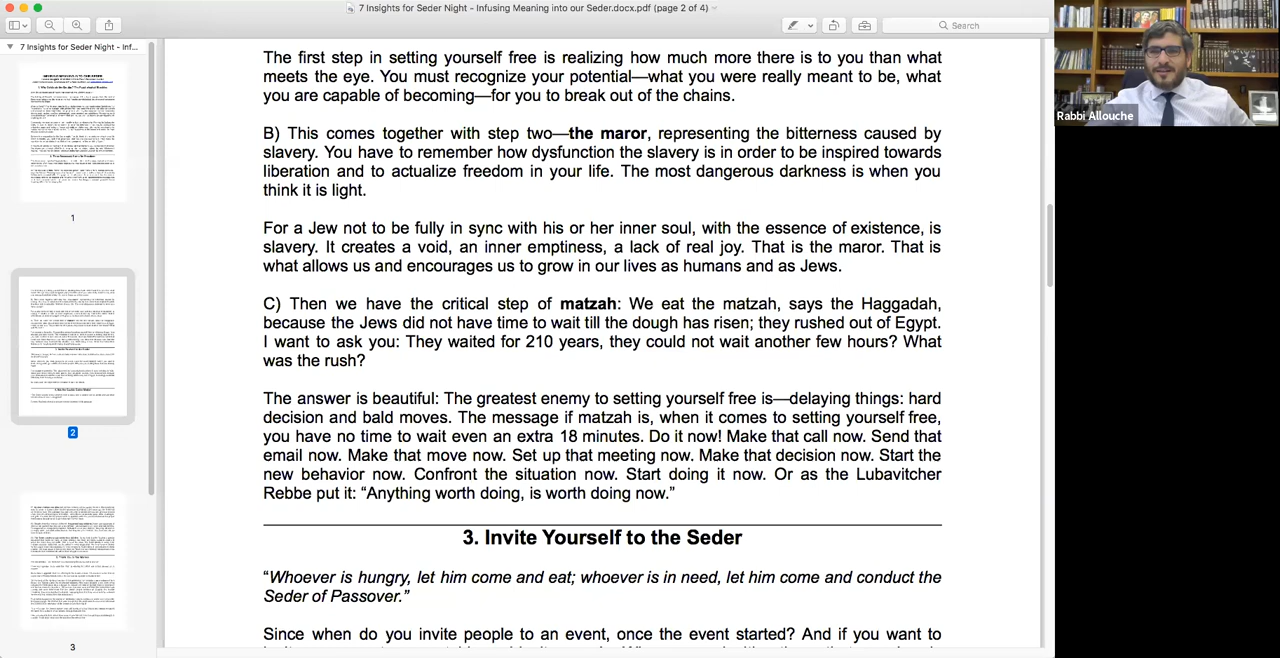 7 Insights for Seder Night - Infusing Meaning into our Seder.docx.pdf (page 2 of 4)
Search
7 Insights for Seder Night - Inf...
1
2
3
The first step in setting yourself free is realizing how much more there is to you than what
meets the eye. You must recognize your potential—what you were really meant to be, what
you are capable of becoming—for you to break out of the chains.
B) This comes together with step two—the maror, representing the bitterness caused by
slavery. You have to remember how dysfunction the slavery is in order to be inspired towards
liberation and to actualize freedom in your life. The most dangerous darkness is when you
think it is light.
For a Jew not to be fully in sync with his or her inner soul, with the essence of existence, is
slavery. It creates a void, an inner emptiness, a lack of real joy. That is the maror. That is
what allows us and encourages us to grow in our lives as humans and as Jews.
C) Then we have the critical step of matzah: We eat the matzah, says the Haggadah,
because the Jews did not have time to wait till the dough has risen; they rushed out of Egypt.
I want to ask you: They waited for 210 years, they could not wait another few hours? What
was the rush?
The answer is beautiful: The greatest enemy to setting yourself free is—delaying things: hard
decision and bald moves. The message if matzah is, when it comes to setting yourself free,
you have no time to wait even an extra 18 minutes. Do it now! Make that call now. Send that
email now. Make that move now. Set up that meeting now. Make that decision now. Start the
new behavior now. Confront the situation now. Start doing it now. Or as the Lubavitcher
Rebbe put it: “Anything worth doing, is worth doing now.”
3. Invite Yourself to the Seder
“Whoever is hungry, let him come and eat; whoever is in need, let him come and conduct the
Seder of Passover.”
Since when do you invite people to an event, once the event started? And if you want to
Rabbi Allouche